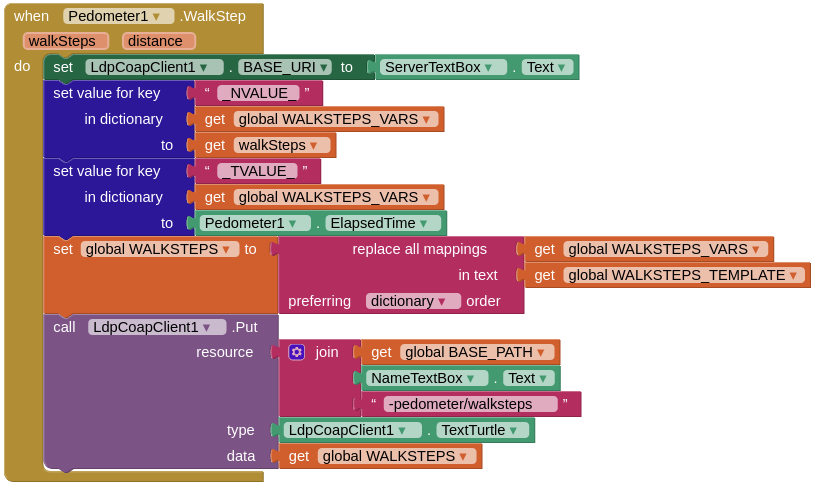 when Pedometer1 .WalkStep
walkSteps distance
do set LdpCoapClient1 . BASE_URI to ServerTextBox . Text
set value for key “ _NVALUE_ ”
in dictionary get global WALKSTEPS_VARS
to get walkSteps
set value for key “ _TVALUE_ ”
in dictionary get global WALKSTEPS_VARS
to Pedometer1 . ElapsedTime
set global WALKSTEPS to replace all mappings get global WALKSTEPS_VARS
in text get global WALKSTEPS_TEMPLATE
preferring dictionary order
call LdpCoapClient1 .Put
resource join get global BASE_PATH
NameTextBox . Text
“ -pedometer/walksteps ”
type LdpCoapClient1 . TextTurtle
data get global WALKSTEPS